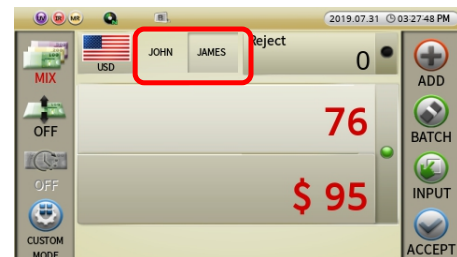 2019.07.31 03:27:48 PM
MIX
USD
JOHN
JAMES
Reject
0
ADD
OFF
76
BATCH
OFF
$ 95
INPUT
CUSTOM
MODE
ACCEPT